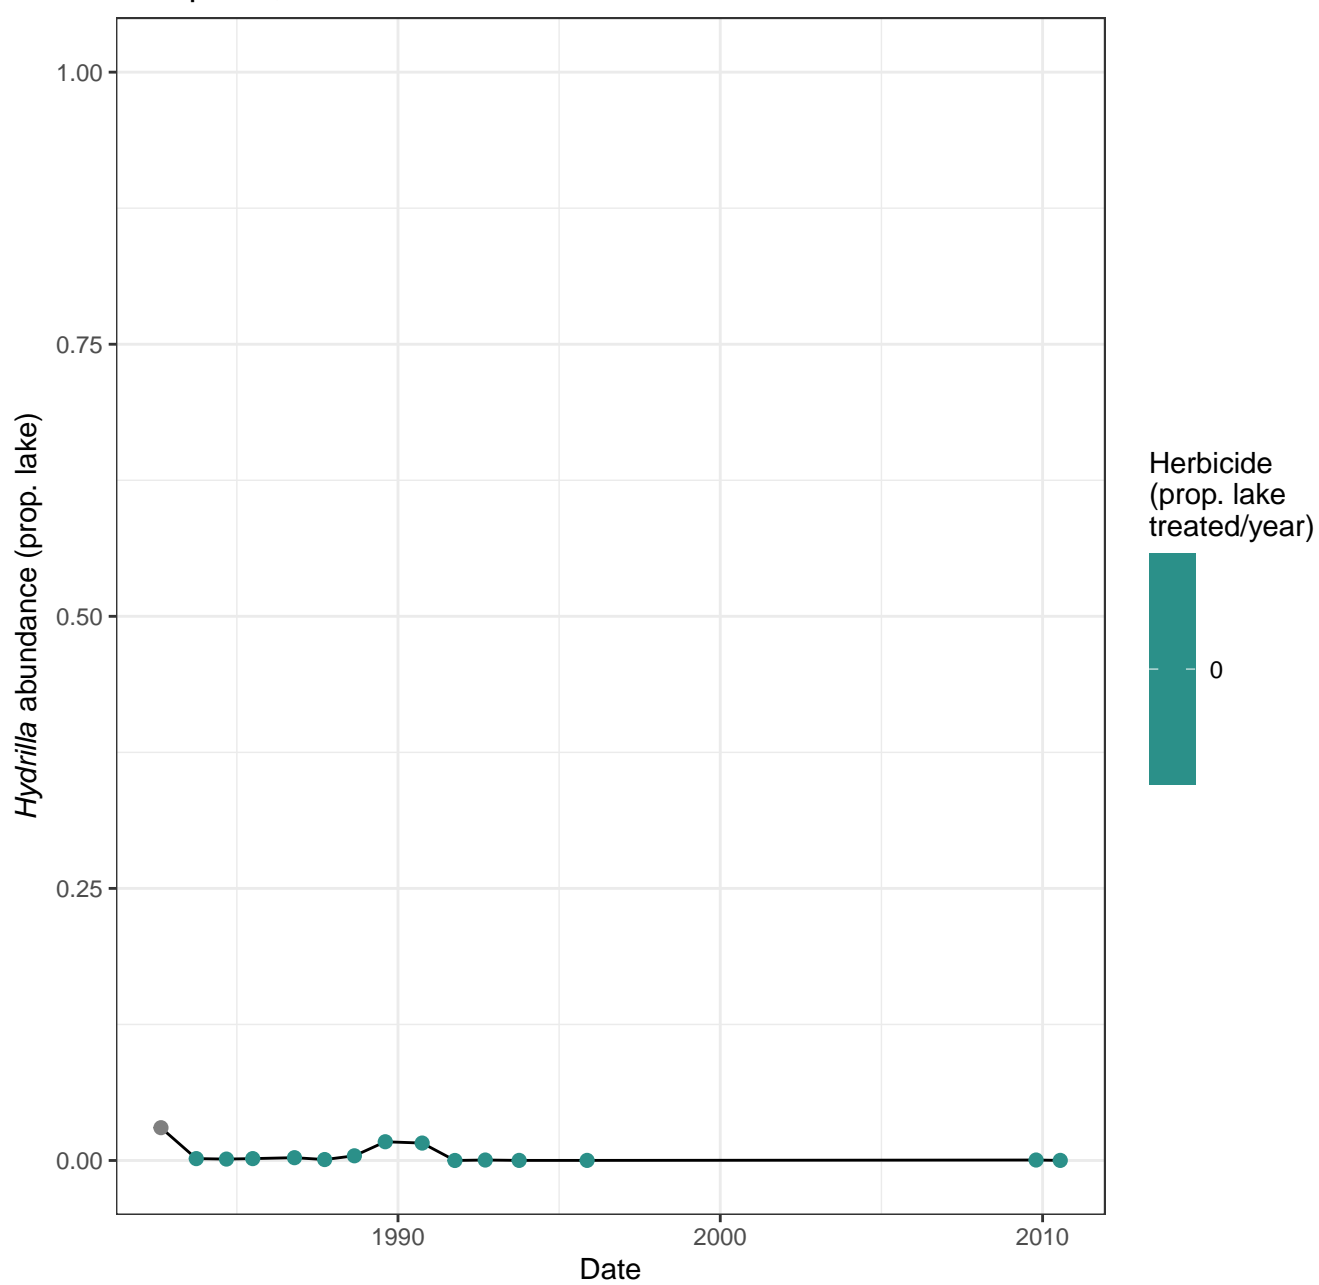 1.00
0.75
0.50
0.25
0.00
Hydrilla abundance (prop. lake)
1990
2000
2010
Date
Herbicide
(prop. lake
treated/year)
0